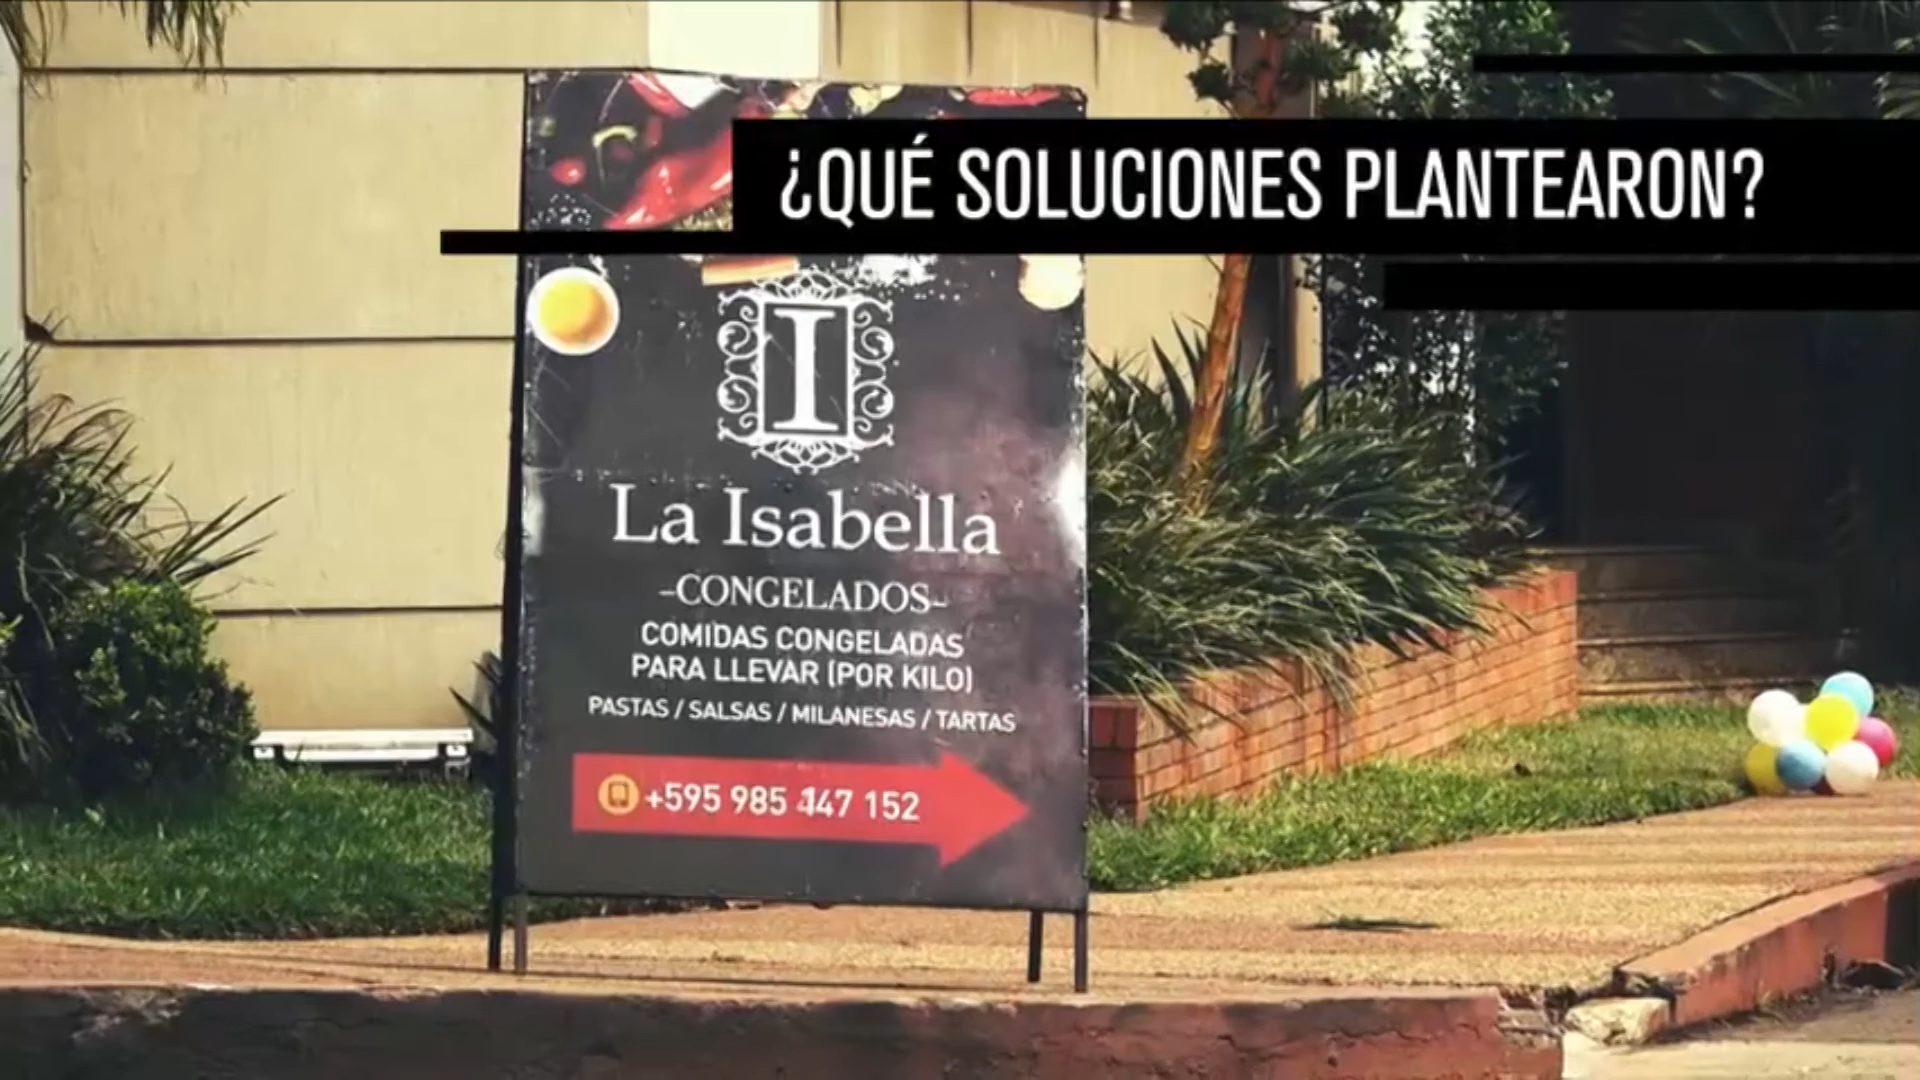 ¿QUÉ SOLUCIONES PLANTEARON?
I
La Isabella
-CONGELADOS-
COMIDAS CONGELADAS
PARA LLEVAR (POR KILO)
PASTAS / SALSAS / MILANESAS / TARTAS
+595 985 447 152